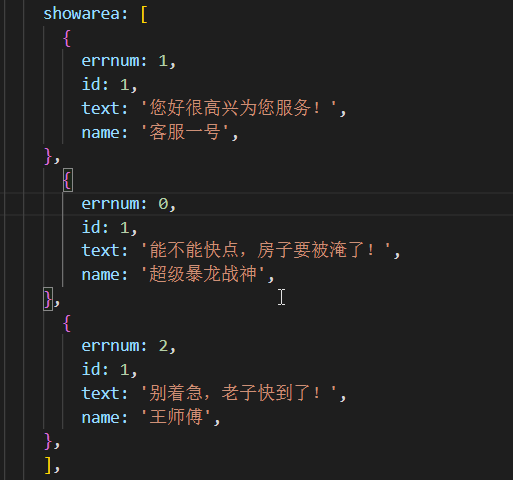 showarea: [
{
errnum: 1,
id: 1,
text: '您好很高兴为您服务！',
name: '客服一号',
},
{
errnum: 0,
id: 1,
text: '能不能快点，房子要被淹了！',
name: '超级暴龙战神',
},
{
errnum: 2,
id: 1,
text: '别着急，老子快到了！',
name: '王师傅',
},
],